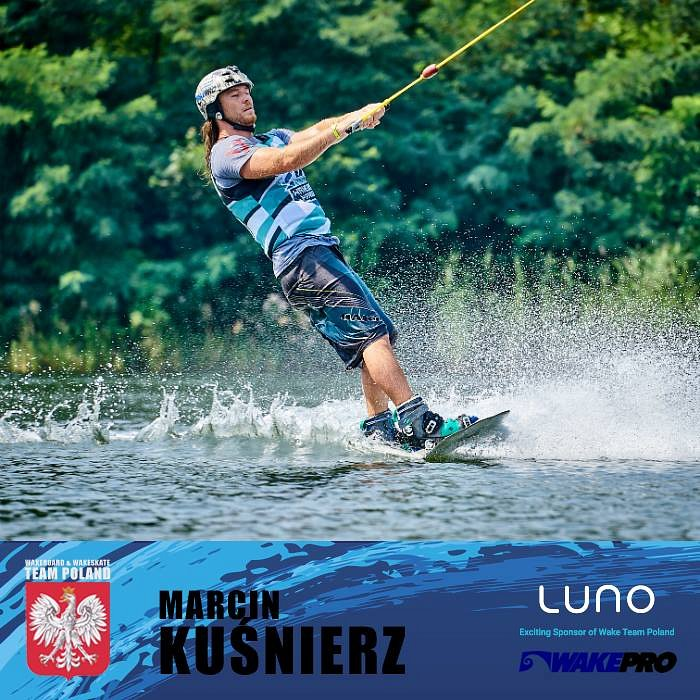 WAKEBOARD & WAKESKATE
TEAM POLAND
MARCIN
KUŚNIERZ
LUNO
Exciting Sponsor of Wake Team Poland
WAKEPRO